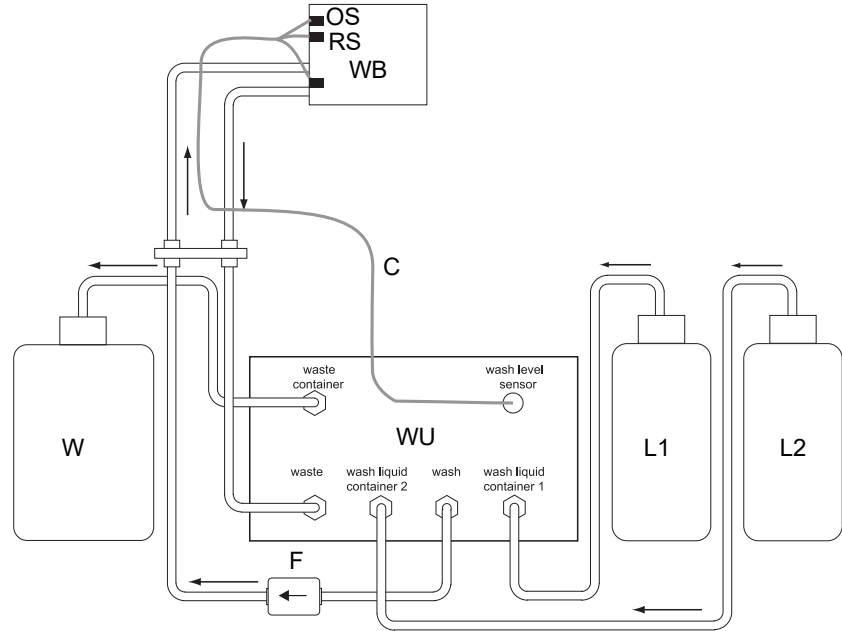 OS
RS
WB
C
waste
container
wash level
sensor
W
WU
L1
L2
waste
wash liquid
container 2
wash
wash liquid
container 1
F